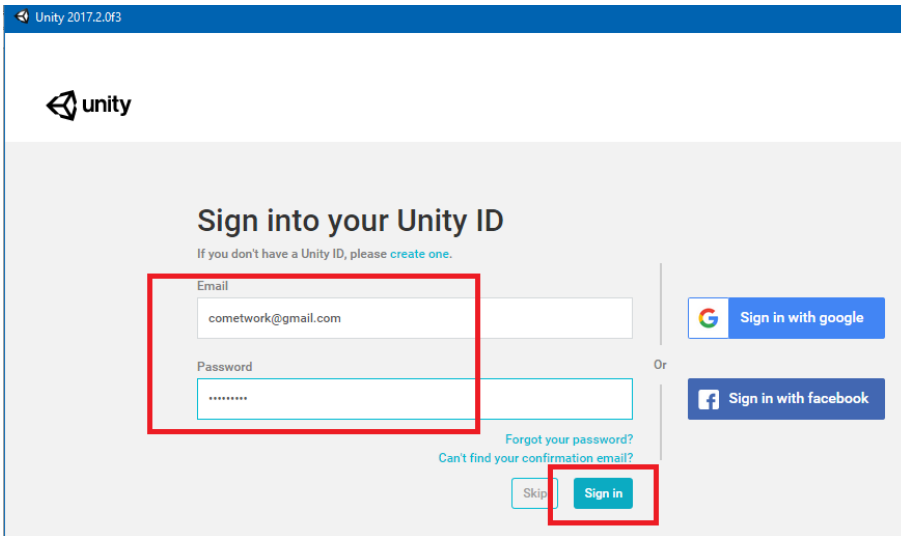 Unity 2017.2.0f3
unity
Sign into your Unity ID
If you don't have a Unity ID, please create one.
Email
cometwork@gmail.com
Password
•••••••••
Forgot your password?
Can't find your confirmation email?
Skip
Sign in
Or
Sign in with google
Sign in with facebook